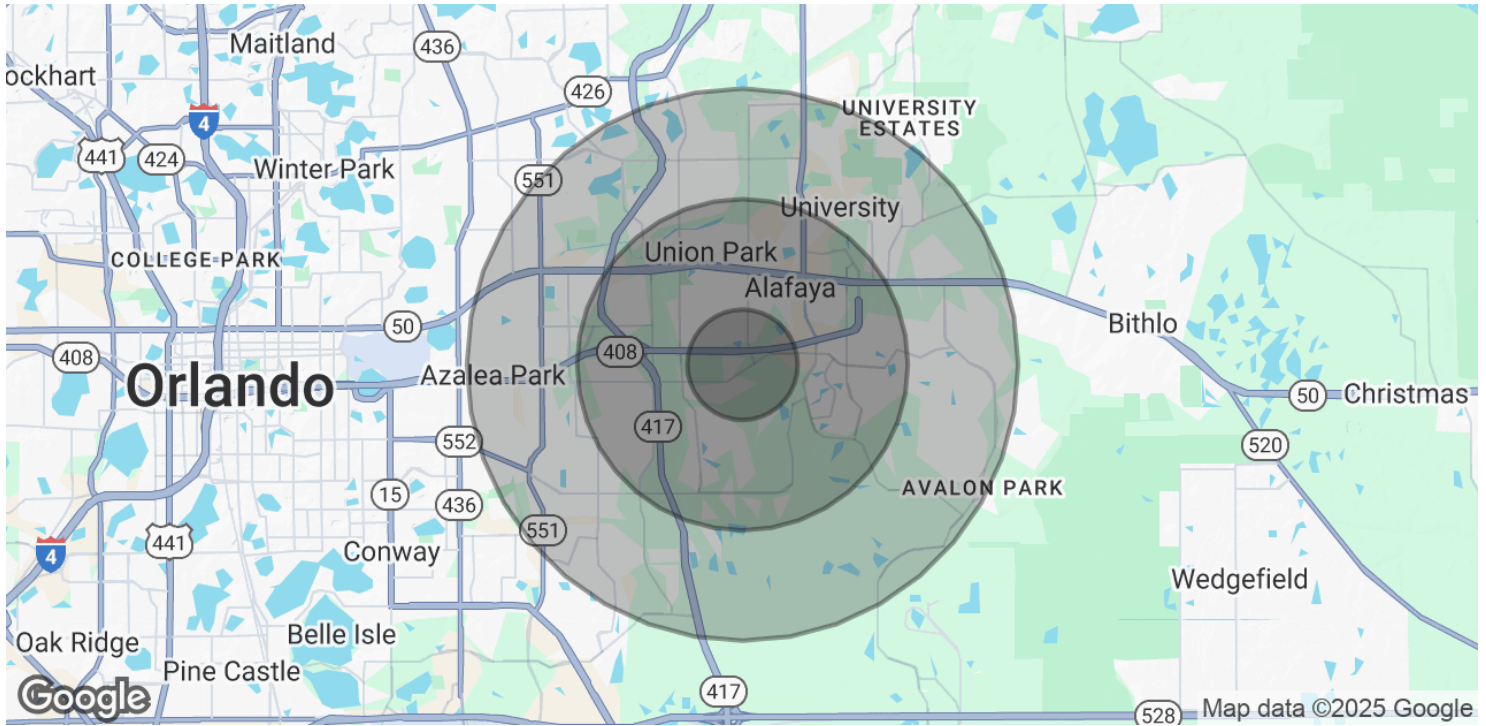 Maitland
436
ockhart
426
4
UNIVERSITY
ESTATES
441
424
Winter Park
551
University
COLLEGE PARK
Union Park
Alafaya
50
Bithlo
408
408
Orlando
Azalea Park
50
Christmas
417
552
520
15
436
AVALON PARK
551
441
Conway
4
Wedgefield
Oak Ridge
Belle Isle
Pine Castle
417
Google
528
Map data ©2025 Google